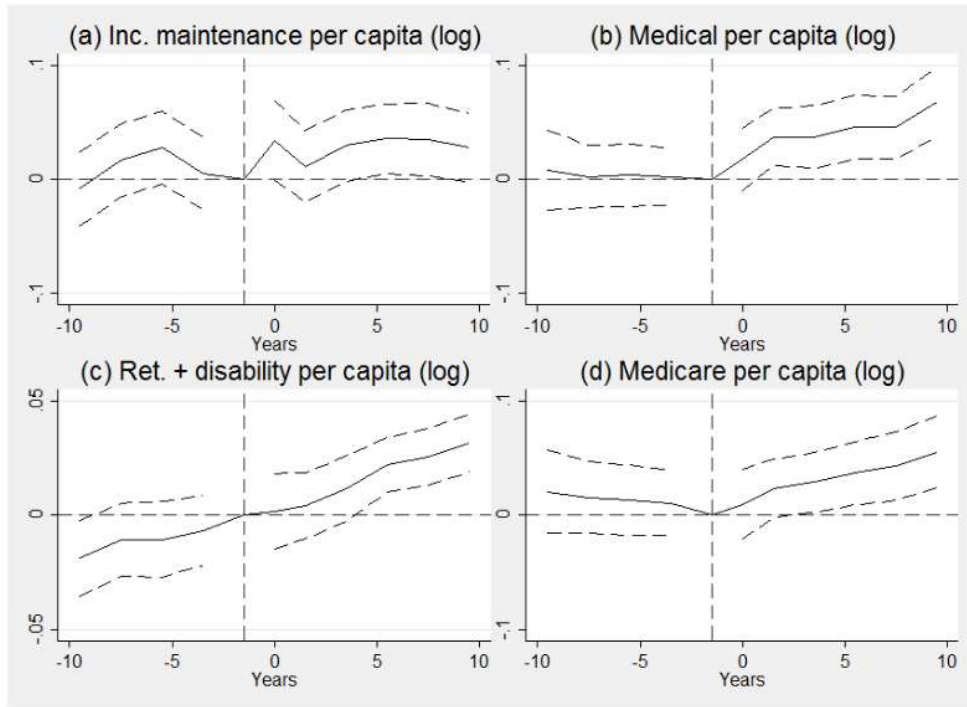 (a) Inc. maintenance per capita (log)
.1
0
-.1
-10 -5 0 5 10
Years
(b) Medical per capita (log)
.1
0
-.1
-10 -5 0 5 10
Years
(c) Ret. + disability per capita (log)
.05
0
-.05
-10 -5 0 5 10
Years
(d) Medicare per capita (log)
.1
0
-.1
-10 -5 0 5 10
Years